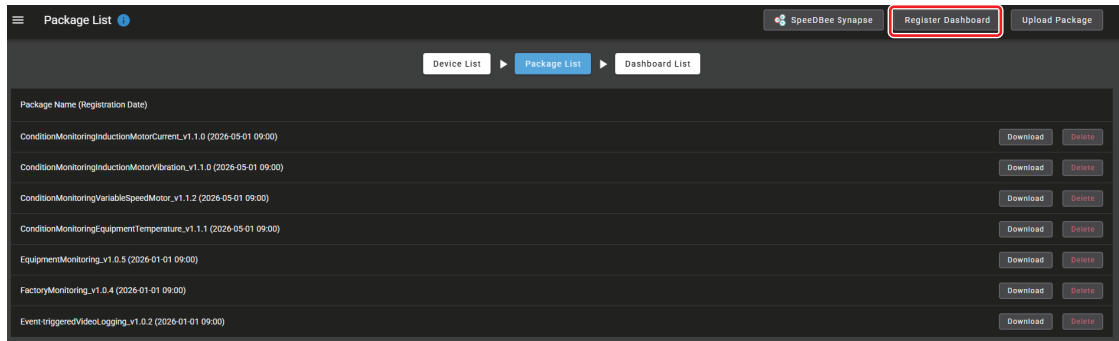 Package List
SpeeDBee Synapse
Register Dashboard
Upload Package
Device List
Package List
Dashboard List
Package Name (Registration Date)
ConditionMonitoringInductionMotorCurrent_v1.1.0 (2026-05-01 09:00) Download Delete
ConditionMonitoringInductionMotorVibration_v1.1.0 (2026-05-01 09:00) Download Delete
ConditionMonitoringVariableSpeedMotor_v1.1.2 (2026-05-01 09:00) Download Delete
ConditionMonitoringEquipmentTemperature_v1.1.1 (2026-05-01 09:00) Download Delete
EquipmentMonitoring_v1.0.5 (2026-01-01 09:00) Download Delete
FactoryMonitoring_v1.0.4 (2026-01-01 09:00) Download Delete
Event-triggeredVideoLogging_v1.0.2 (2026-01-01 09:00) Download Delete